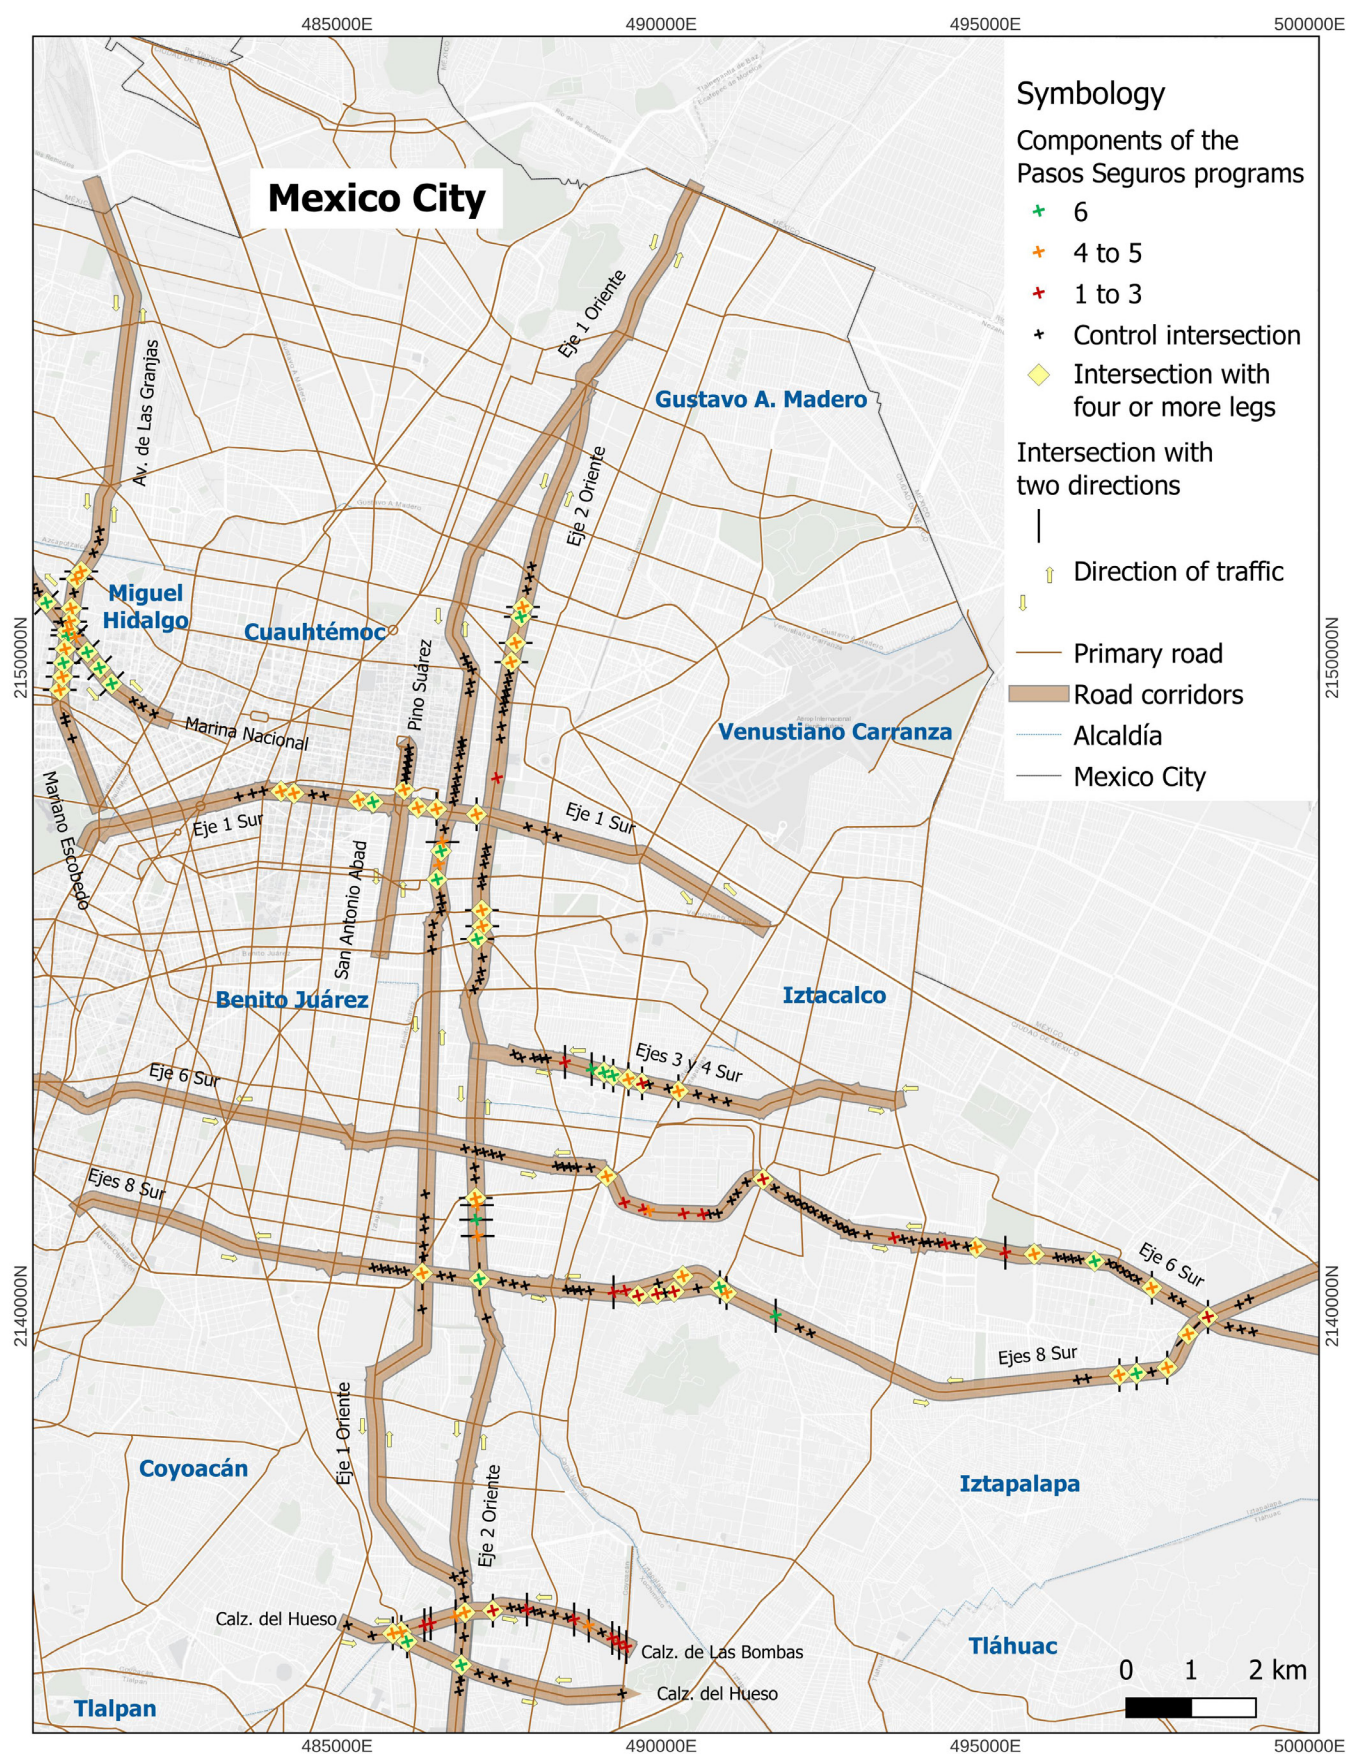 485000E
490000E
495000E
500000E
Mexico City
Symbology
Components of the
Pasos Seguros programs
6
4 to 5
1 to 3
Control intersection
Intersection with
four or more legs
Intersection with
two directions
Direction of traffic
Primary road
Road corridors
Alcaldía
Mexico City
Eje 1 Oriente
Av. de Las Granjas
Gustavo A. Madero
Eje 2 Oriente
Miguel
Hidalgo
Cuauhtémoc
2150000N
2150000N
Pino Suárez
Marina Nacional
Venustiano Carranza
Mariano Escobedo
Eje 1 Sur
Eje 1 Sur
San Antonio Abad
Benito Juárez
Iztacalco
Ejes 3 y 4 Sur
Eje 6 Sur
Ejes 8 Sur
Eje 6 Sur
2140000N
2140000N
Ejes 8 Sur
Eje 1 Oriente
Coyoacán
Iztapalapa
Eje 2 Oriente
Calz. del Hueso
Calz. de Las Bombas
Tláhuac
Calz. del Hueso
Tlalpan
0 1 2 km
485000E
490000E
495000E
500000E